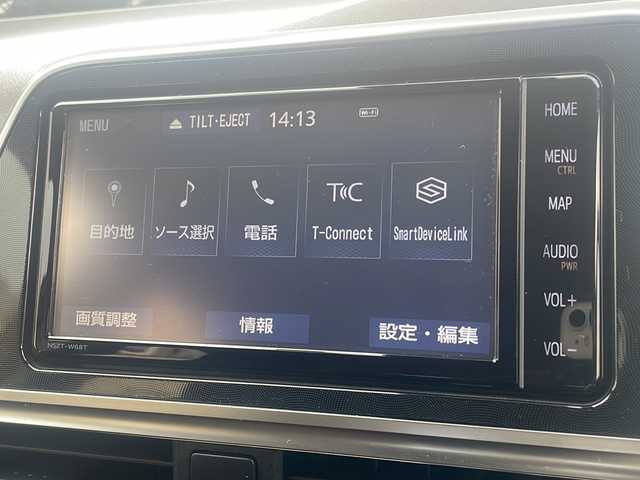 MENU
TILT・EJECT
14:13
Wi-Fi
目的地
ソース選択
電話
TC
T-Connect
SmartDeviceLink
画質調整
情報
設定・編集
NSZT-W68T
HOME
MENU
CTRL
MAP
AUDIO
PWR
VOL+
VOL-